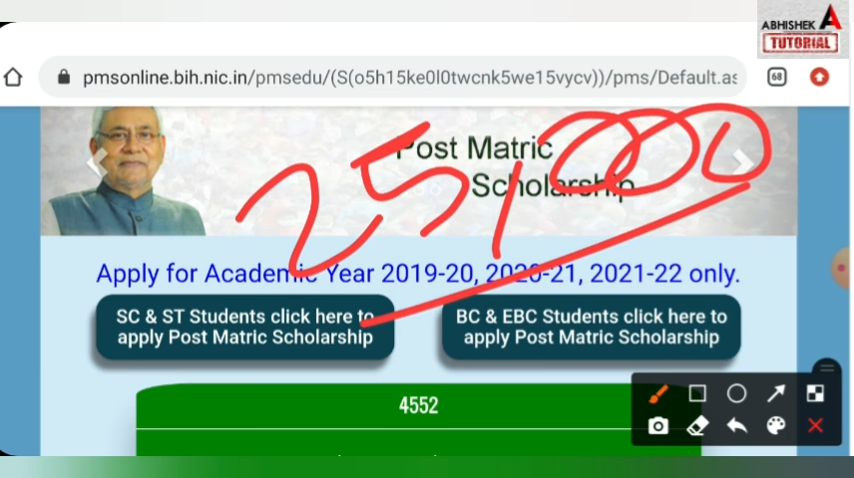 ABHISHEK A
TUTORIAL
pmsonline.bih.nic.in/pmsedu/(S(o5h15ke0l0twcnk5we15vycv))/pms/Default.as
68
Post Matric
Scholarship
25,000
Apply for Academic Year 2019-20, 2020-21, 2021-22 only.
SC & ST Students click here to
apply Post Matric Scholarship
BC & EBC Students click here to
apply Post Matric Scholarship
4552